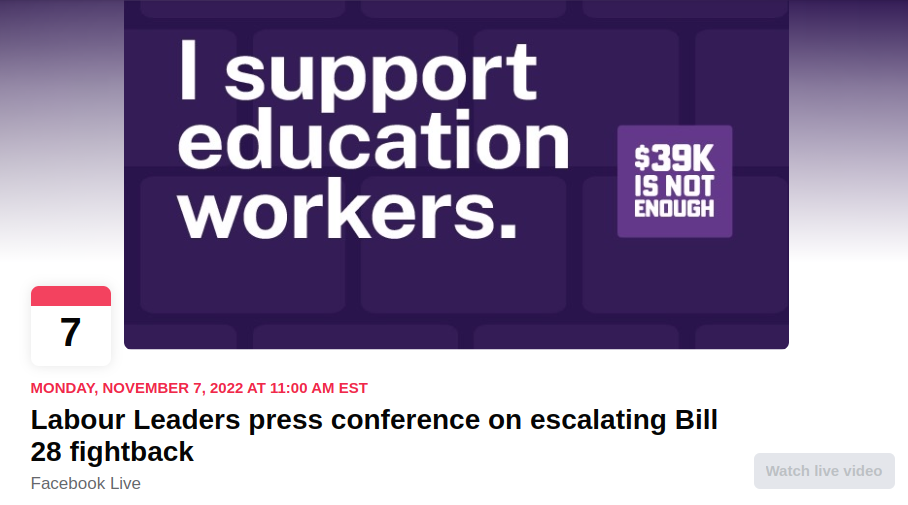 I support
education
workers.
$39K
IS NOT
ENOUGH
7
MONDAY, NOVEMBER 7, 2022 AT 11:00 AM EST
Labour Leaders press conference on escalating Bill
28 fightback
Facebook Live
Watch live video